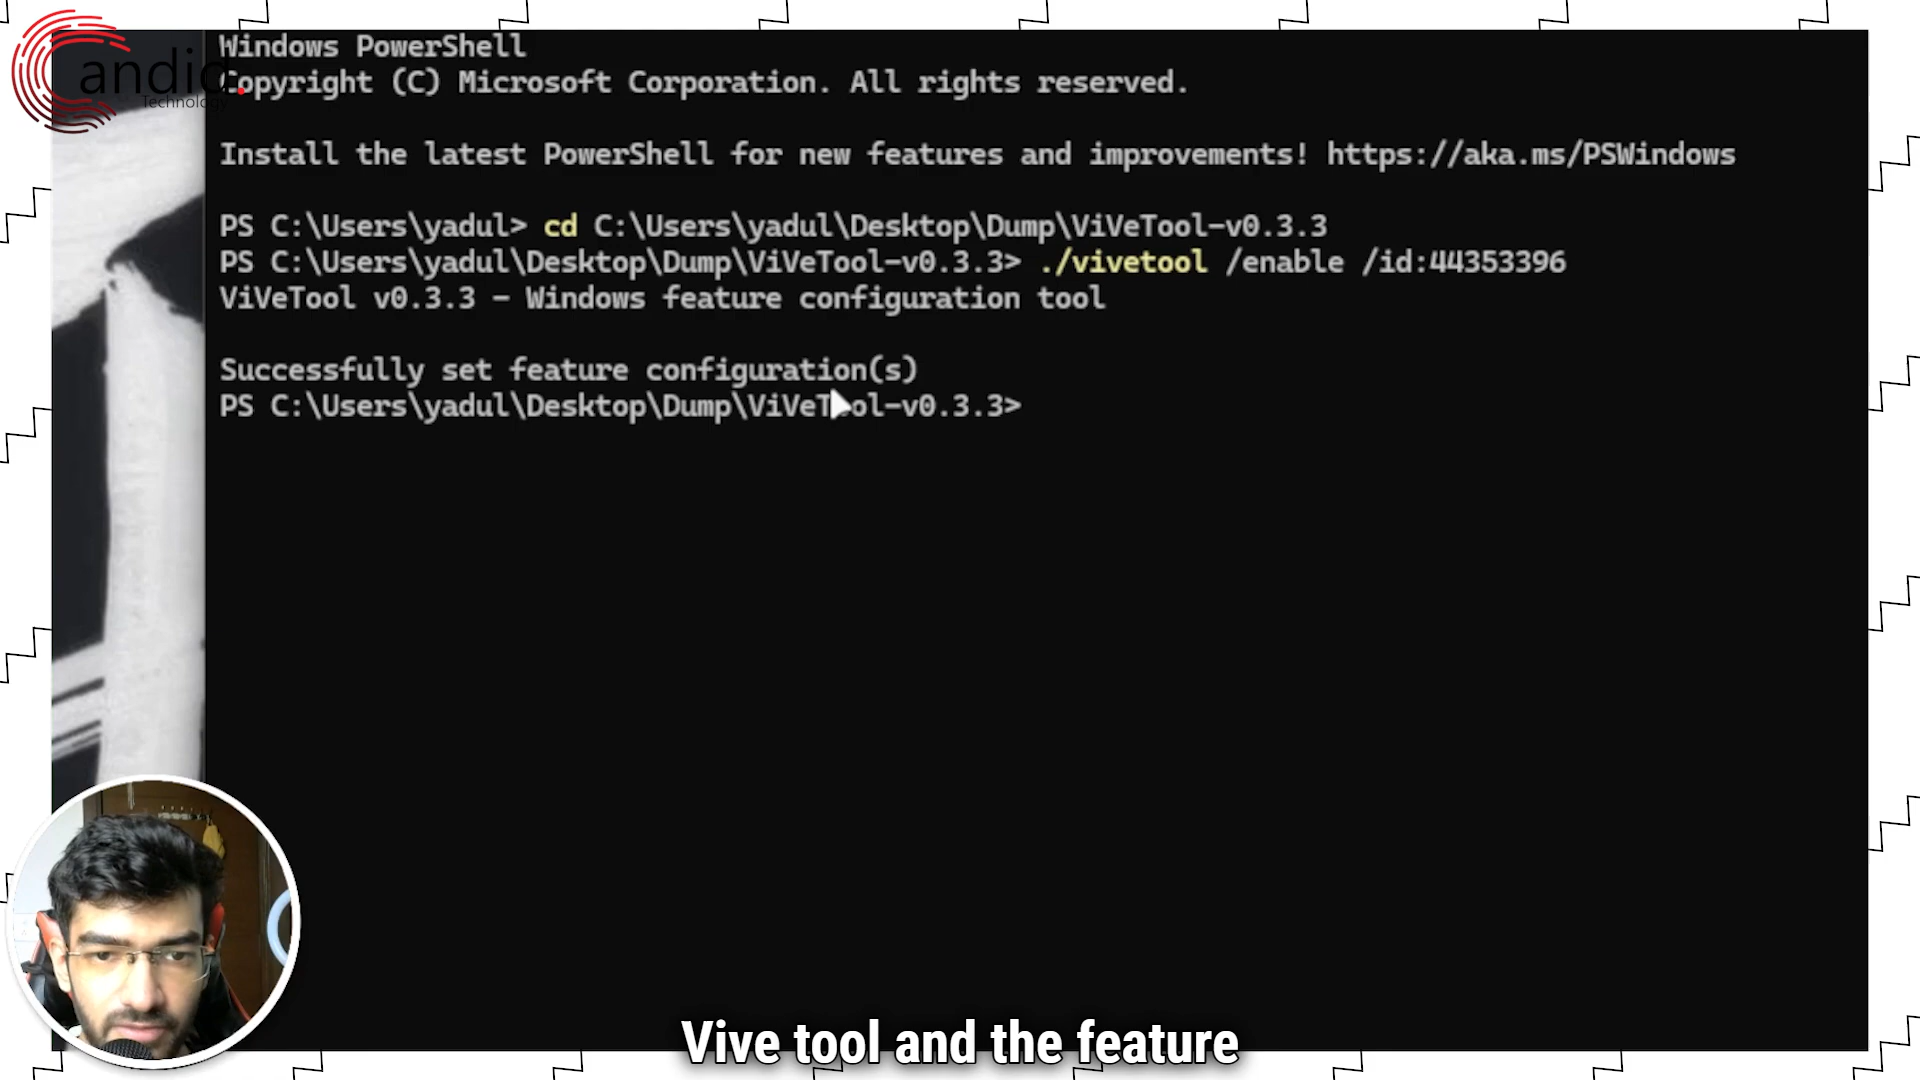 andid
Technology
Windows PowerShell
Copyright (C) Microsoft Corporation. All rights reserved.
Install the latest PowerShell for new features and improvements! https://aka.ms/PSWindows
PS C:\Users\yadul> cd C:\Users\yadul\Desktop\Dump\ViVeTool-v0.3.3
PS C:\Users\yadul\Desktop\Dump\ViVeTool-v0.3.3> ./vivetool /enable /id:44353396
ViVeTool v0.3.3 - Windows feature configuration tool
Successfully set feature configuration(s)
PS C:\Users\yadul\Desktop\Dump\ViVeTool-v0.3.3>
Vive tool and the feature